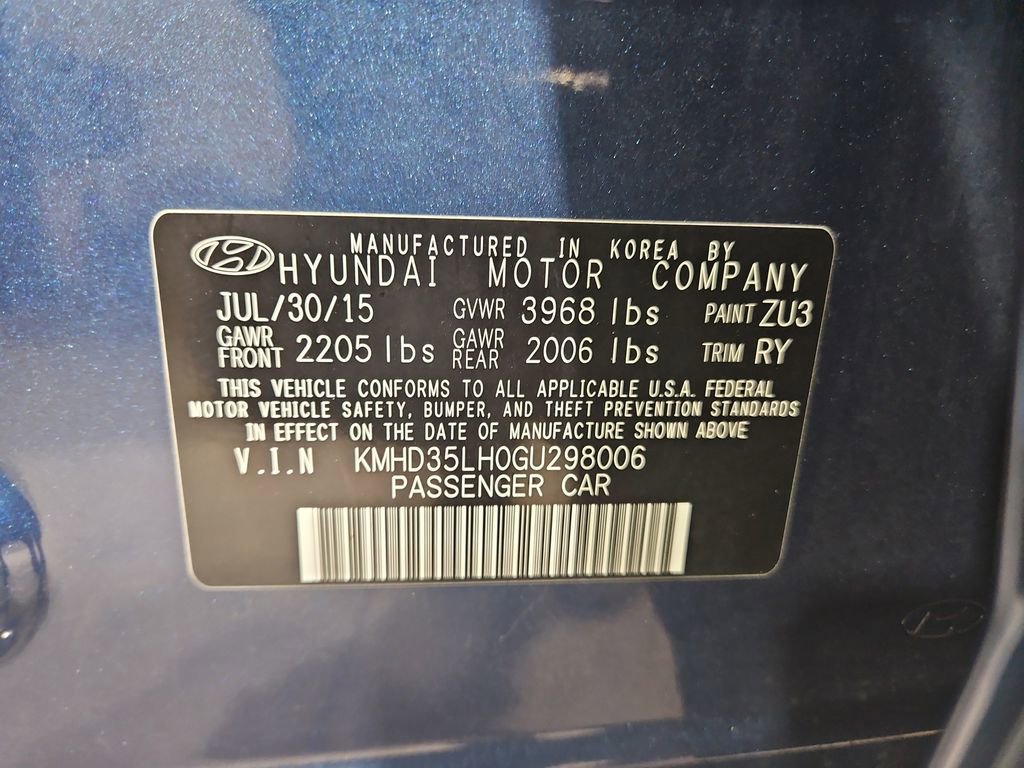 MANUFACTURED IN KOREA BY
HYUNDAI MOTOR COMPANY
JUL/30/15 GVWR 3968 lbs PAINT ZU3
GAWR FRONT 2205 lbs GAWR REAR 2006 lbs TRIM RY
THIS VEHICLE CONFORMS TO ALL APPLICABLE U.S.A. FEDERAL
MOTOR VEHICLE SAFETY, BUMPER, AND THEFT PREVENTION STANDARDS
IN EFFECT ON THE DATE OF MANUFACTURE SHOWN ABOVE
V.I.N KMHD35LH0GU298006
PASSENGER CAR